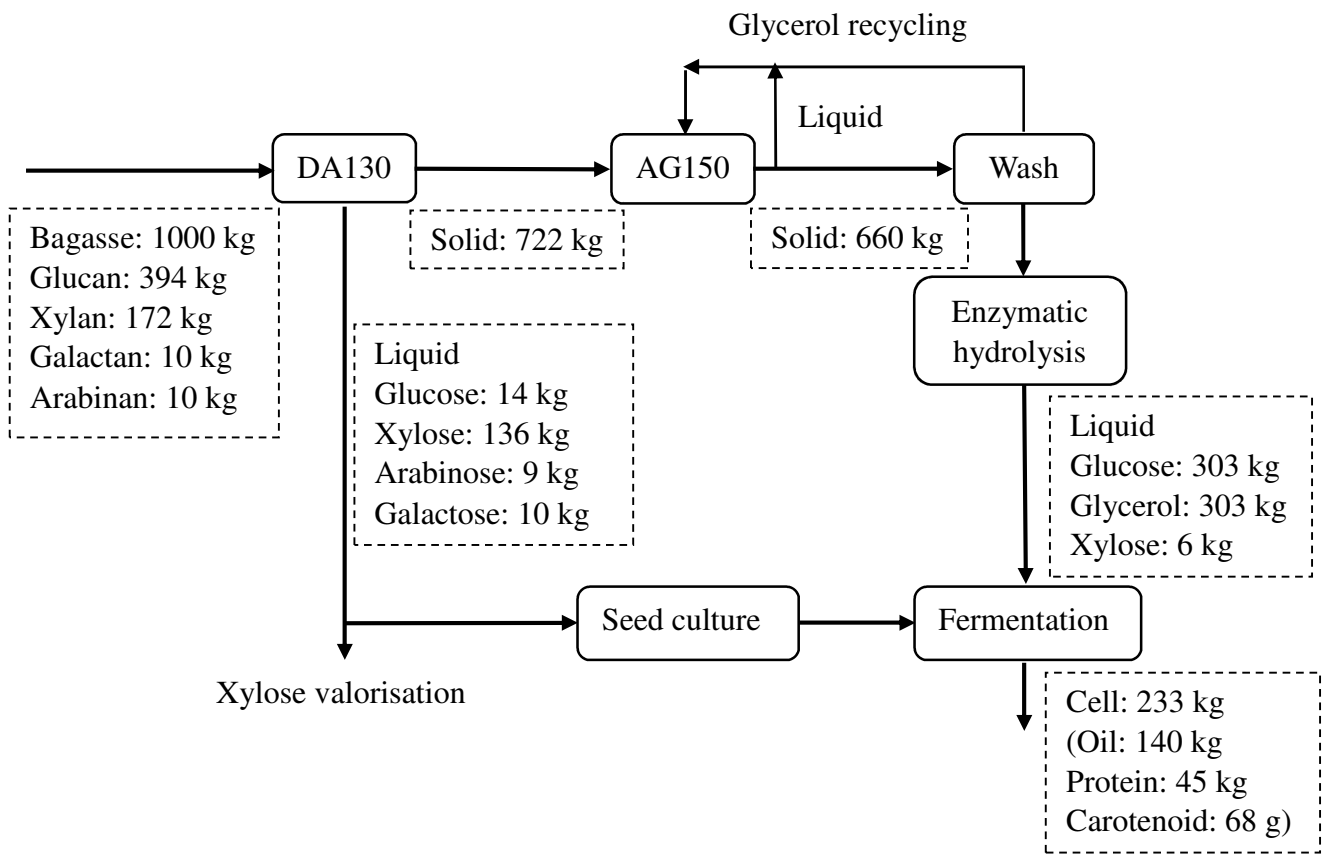 Glycerol recycling
Liquid
DA130
AG150
Wash
Bagasse: 1000 kg
Glucan: 394 kg
Xylan: 172 kg
Galactan: 10 kg
Arabinan: 10 kg
Solid: 722 kg
Solid: 660 kg
Enzymatic
hydrolysis
Liquid
Glucose: 14 kg
Xylose: 136 kg
Arabinose: 9 kg
Galactose: 10 kg
Liquid
Glucose: 303 kg
Glycerol: 303 kg
Xylose: 6 kg
Seed culture
Fermentation
Xylose valorisation
Cell: 233 kg
(Oil: 140 kg
Protein: 45 kg
Carotenoid: 68 g)